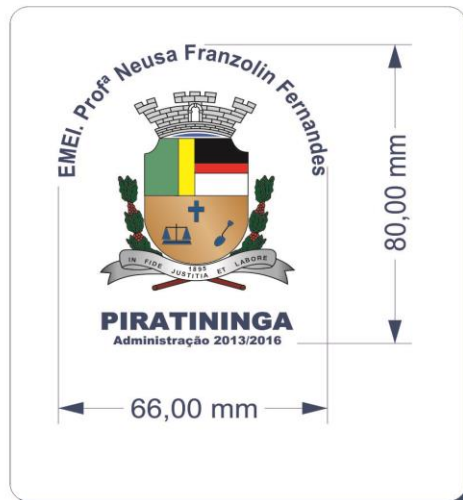 EMEI. Profª Neusa Franzolin Fernandes
80,00 mm
1895
IN FIDE JUSTITIA ET LABORE
PIRATININGA
Administração 2013/2016
66,00 mm